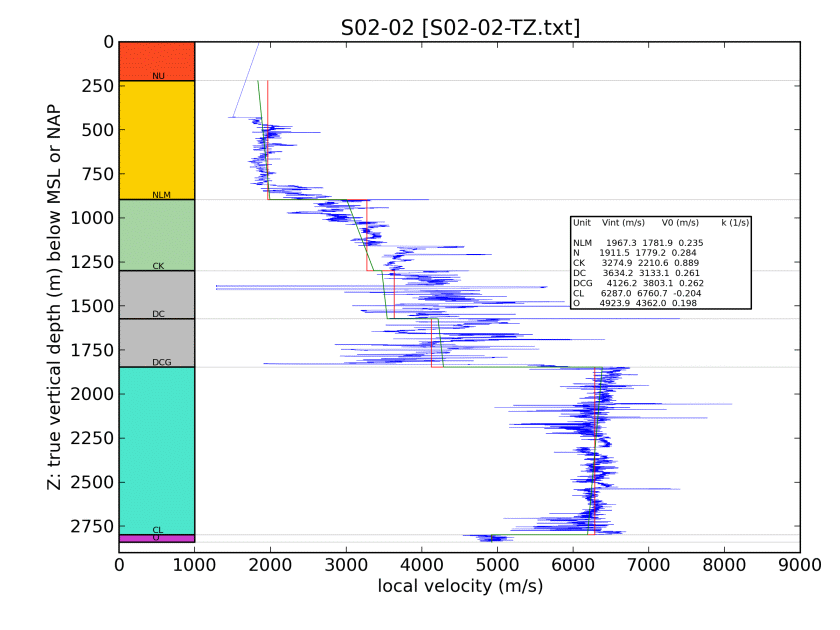 S02-02 [S02-02-TZ.txt]
Z: true vertical depth (m) below MSL or NAP
0
250
500
750
1000
1250
1500
1750
2000
2250
2500
2750
NU
NLM
CK
DC
DCG
CL
O
Unit Vint (m/s) V0 (m/s) k (1/s)
NLM 1967.3 1781.9 0.235
N 1911.5 1779.2 0.284
CK 3274.9 2210.6 0.889
DC 3634.2 3133.1 0.261
DCG 4126.2 3803.1 0.262
CL 6287.0 6760.7 -0.204
O 4923.9 4362.0 0.198
0 1000 2000 3000 4000 5000 6000 7000 8000 9000
local velocity (m/s)